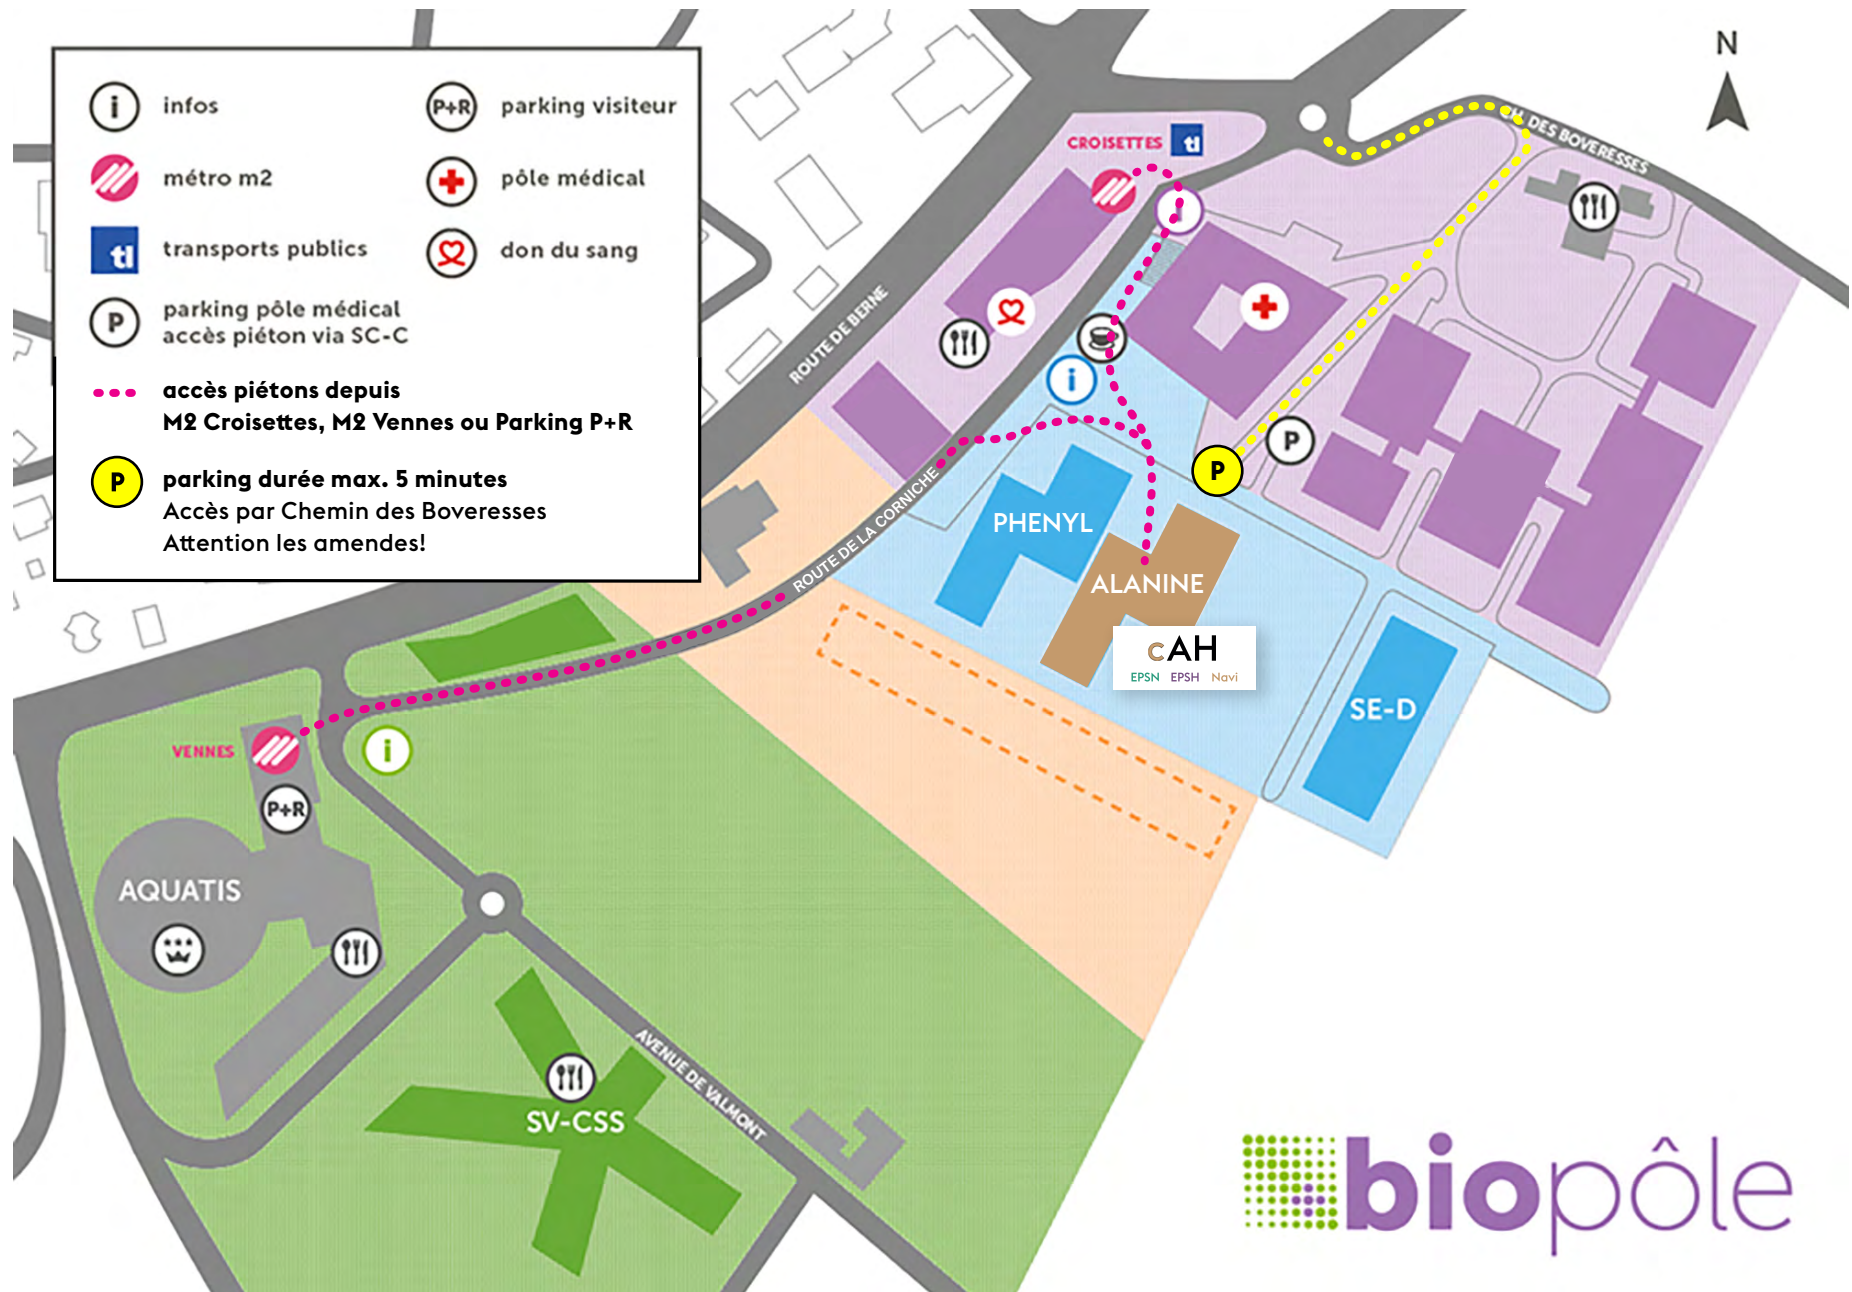 i infos
P+R parking visiteur
métro m2
pôle médical
tl transports publics
don du sang
P parking pôle médical
accès piéton via SC-C
accès piétons depuis
M2 Croisettes, M2 Vennes ou Parking P+R
P parking durée max. 5 minutes
Accès par Chemin des Boveresses
Attention les amendes!
N
CROISETTES tl
CH. DES BOVERESSES
i
ROUTE DE BERNE
i
P
P
PHENYL
ROUTE DE LA CORNICHE
ALANINE
cAH
EPSN EPSH Navi
SE-D
VENNES
i
P+R
AQUATIS
AVENUE DE VALMONT
SV-CSS
biopôle